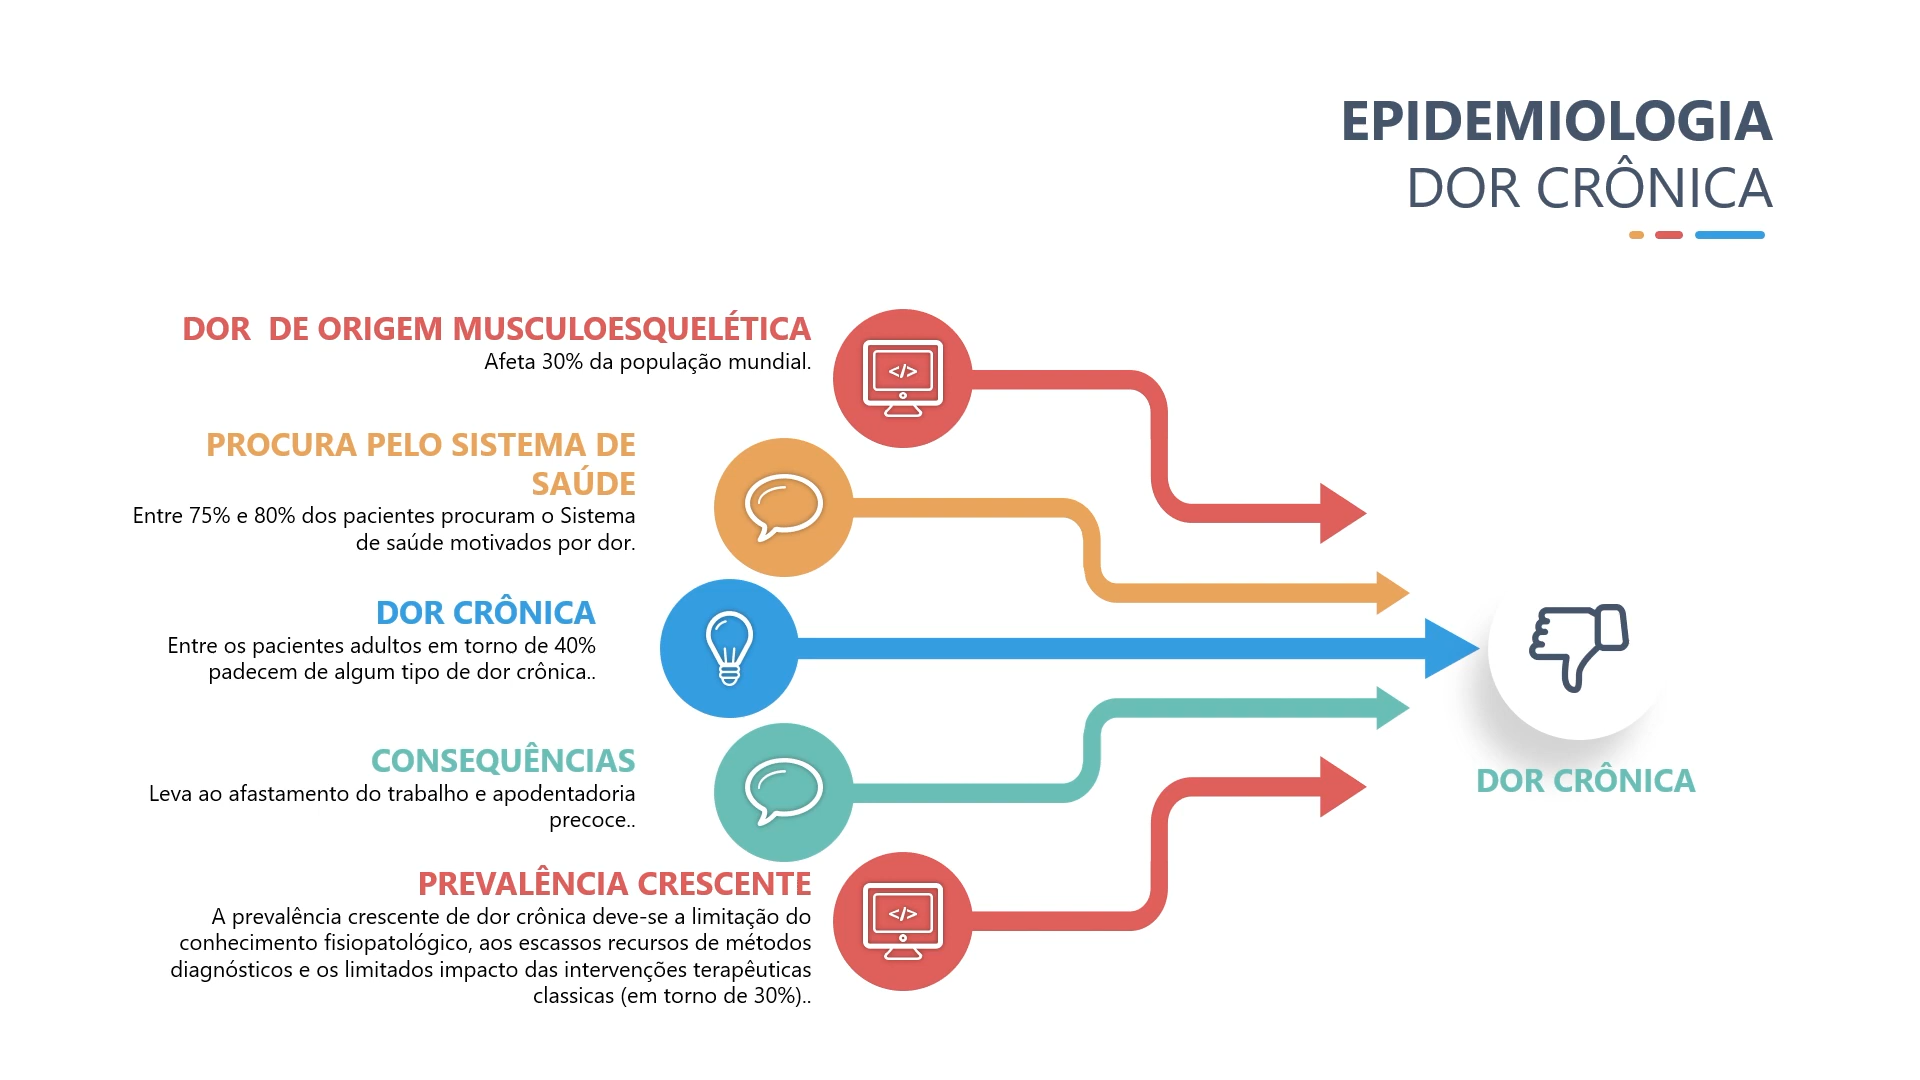 EPIDEMIOLOGIA
DOR CRÔNICA
DOR  DE ORIGEM MUSCULOESQUELÉTICA
Afeta 30% da população mundial.
</>
PROCURA PELO SISTEMA DE
SAÚDE
Entre 75% e 80% dos pacientes procuram o Sistema
de saúde motivados por dor.
DOR CRÔNICA
Entre os pacientes adultos em torno de 40%
padecem de algum tipo de dor crônica..
CONSEQUÊNCIAS
Leva ao afastamento do trabalho e apodentadoria
precoce..
DOR CRÔNICA
PREVALÊNCIA CRESCENTE
A prevalência crescente de dor crônica deve-se a limitação do
conhecimento fisiopatológico, aos escassos recursos de métodos
diagnósticos e os limitados impacto das intervenções terapêuticas
classicas (em torno de 30%)..
</>